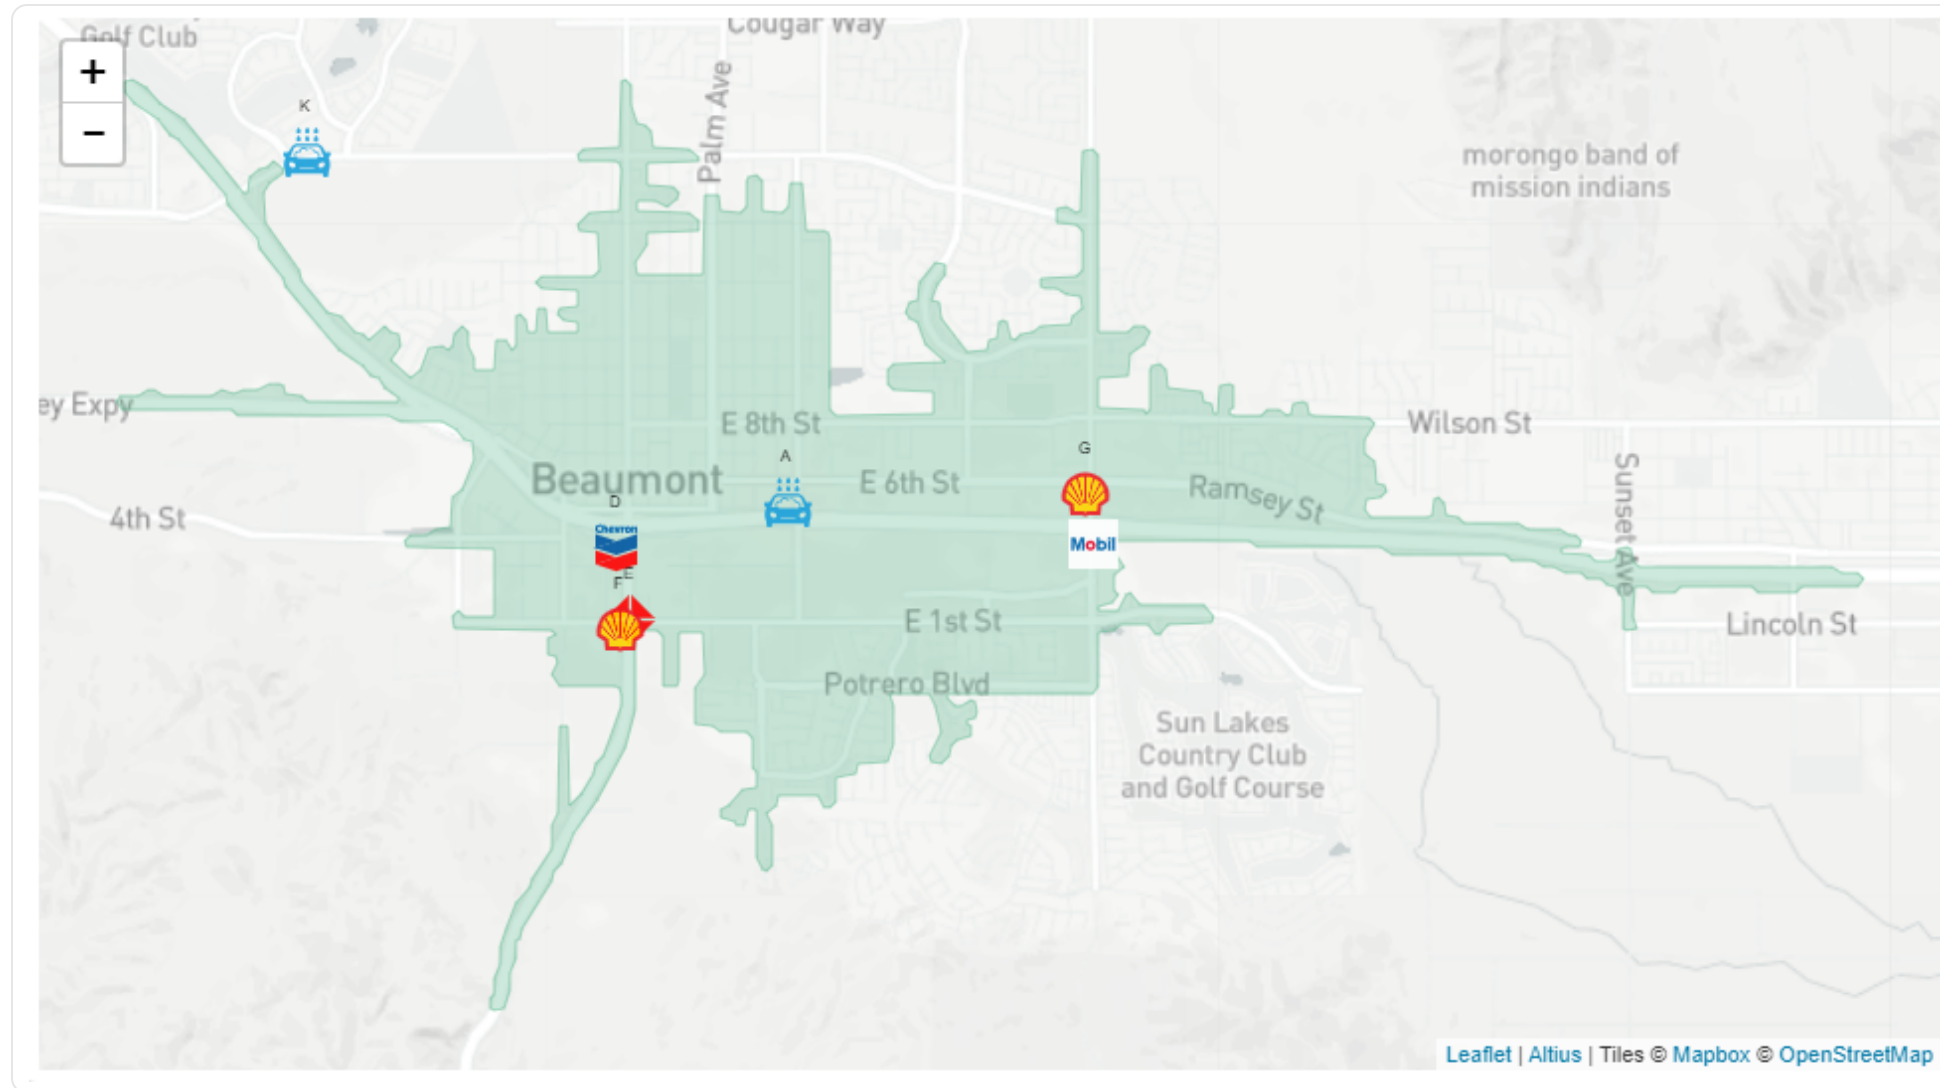 Golf Club
Cougar Way
+
−
Palm Ave
K
morongo band of
mission indians
ey Expy
E 8th St
Wilson St
A
G
Beaumont
E 6th St
Ramsey St
Sunset Ave
D
4th St
Chevron
Mobil
E
F
E 1st St
Lincoln St
Potrero Blvd
Sun Lakes
Country Club
and Golf Course
Leaflet | Altius | Tiles © Mapbox © OpenStreetMap